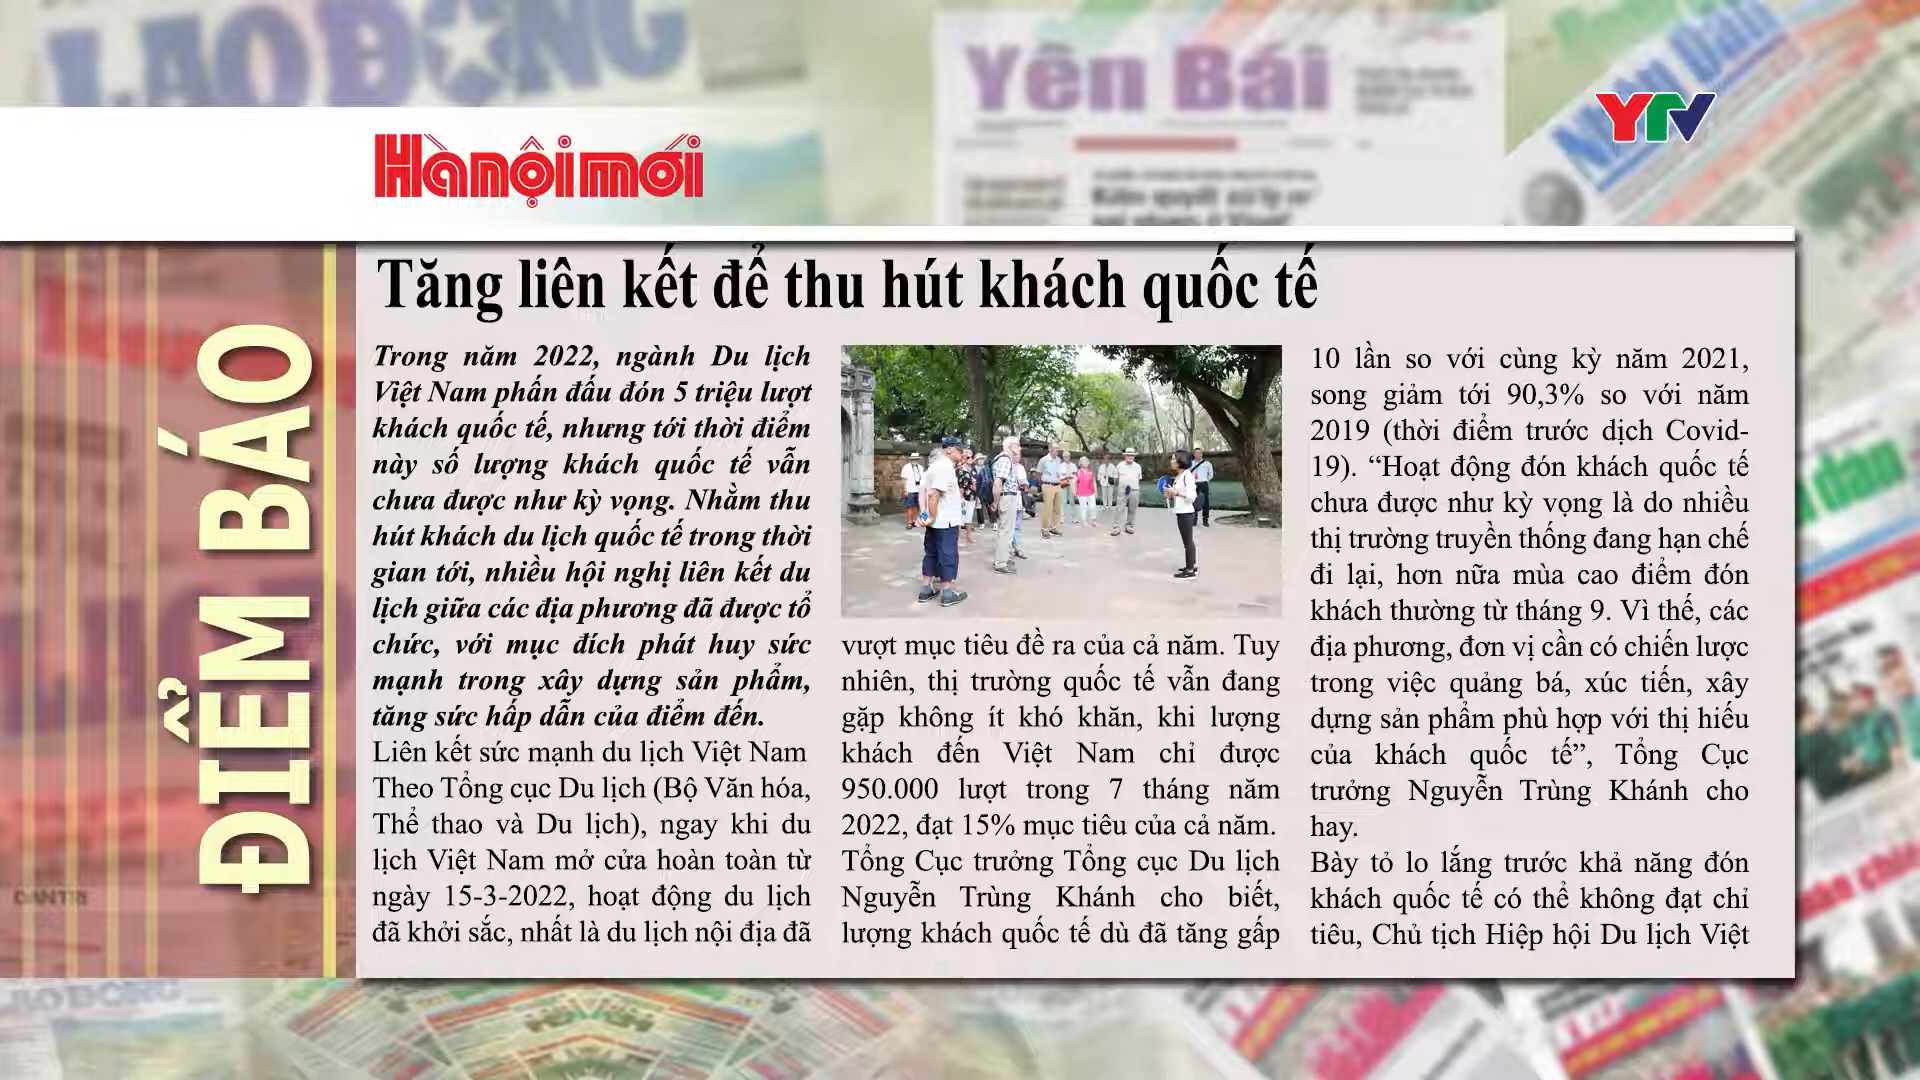 LAO ĐỘNG
Yên Bái
Nhân Dân
YTV
Hànộimới
ĐIỂM BÁO
Tăng liên kết để thu hút khách quốc tế
Trong năm 2022, ngành Du lịch
Việt Nam phấn đấu đón 5 triệu lượt
khách quốc tế, nhưng tới thời điểm
này số lượng khách quốc tế vẫn
chưa được như kỳ vọng. Nhằm thu
hút khách du lịch quốc tế trong thời
gian tới, nhiều hội nghị liên kết du
lịch giữa các địa phương đã được tổ
chức, với mục đích phát huy sức
mạnh trong xây dựng sản phẩm,
tăng sức hấp dẫn của điểm đến.
Liên kết sức mạnh du lịch Việt Nam
Theo Tổng cục Du lịch (Bộ Văn hóa,
Thể thao và Du lịch), ngay khi du
lịch Việt Nam mở cửa hoàn toàn từ
ngày 15-3-2022, hoạt động du lịch
đã khởi sắc, nhất là du lịch nội địa đã
vượt mục tiêu đề ra của cả năm. Tuy
nhiên, thị trường quốc tế vẫn đang
gặp không ít khó khăn, khi lượng
khách đến Việt Nam chỉ được
950.000 lượt trong 7 tháng năm
2022, đạt 15% mục tiêu của cả năm.
Tổng Cục trưởng Tổng cục Du lịch
Nguyễn Trùng Khánh cho biết,
lượng khách quốc tế dù đã tăng gấp
10 lần so với cùng kỳ năm 2021,
song giảm tới 90,3% so với năm
2019 (thời điểm trước dịch Covid-
19). “Hoạt động đón khách quốc tế
chưa được như kỳ vọng là do nhiều
thị trường truyền thống đang hạn chế
đi lại, hơn nữa mùa cao điểm đón
khách thường từ tháng 9. Vì thế, các
địa phương, đơn vị cần có chiến lược
trong việc quảng bá, xúc tiến, xây
dựng sản phẩm phù hợp với thị hiếu
của khách quốc tế”, Tổng Cục
trưởng Nguyễn Trùng Khánh cho
hay.
Bày tỏ lo lắng trước khả năng đón
khách quốc tế có thể không đạt chỉ
tiêu, Chủ tịch Hiệp hội Du lịch Việt
DANTRI
LAO ĐỘNG